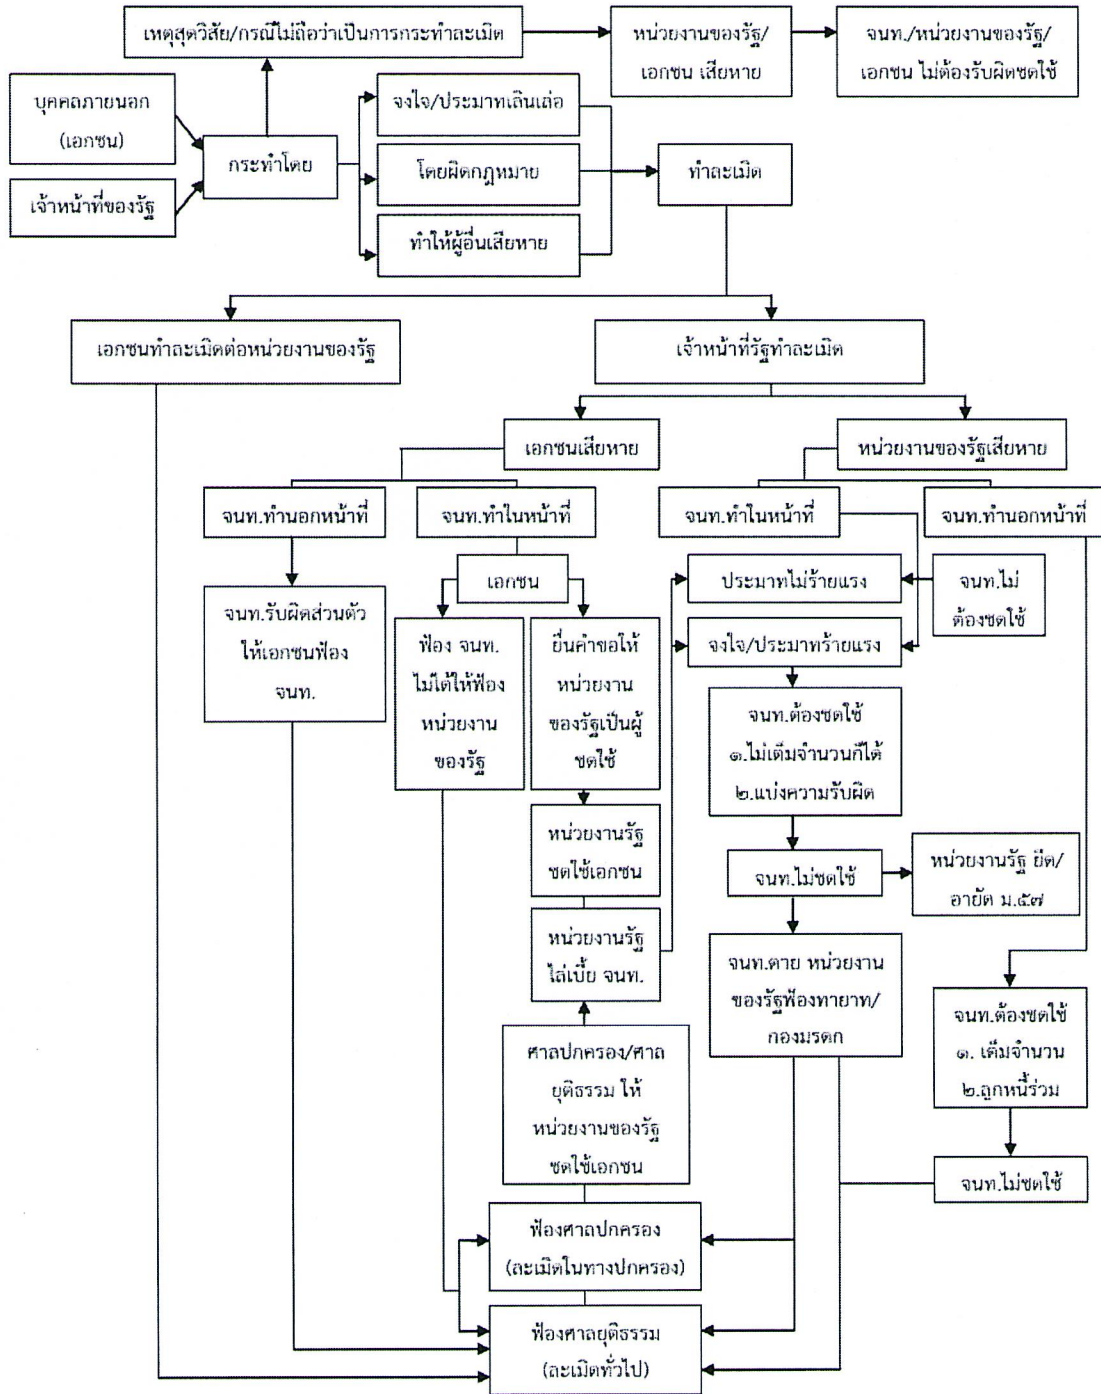 เหตุสุดวิสัย/กรณีไม่ถือว่าเป็นการกระทำละเมิด
หน่วยงานของรัฐ/
เอกชน เสียหาย
จนท./หน่วยงานของรัฐ/
เอกชน ไม่ต้องรับผิดชดใช้
บุคคลภายนอก
(เอกชน)
เจ้าหน้าที่ของรัฐ
กระทำโดย
จงใจ/ประมาทเลินเล่อ
โดยผิดกฎหมาย
ทำให้ผู้อื่นเสียหาย
ทำละเมิด
เอกชนทำละเมิดต่อหน่วยงานของรัฐ
เจ้าหน้าที่รัฐทำละเมิด
เอกชนเสียหาย
หน่วยงานของรัฐเสียหาย
จนท.ทำนอกหน้าที่
จนท.ทำในหน้าที่
จนท.ทำในหน้าที่
จนท.ทำนอกหน้าที่
เอกชน
ประมาทไม่ร้ายแรง
จนท.ไม่
ต้องชดใช้
จนท.รับผิดส่วนตัว
ให้เอกชนฟ้อง
จนท.
ฟ้อง จนท.
ไม่ได้ให้ฟ้อง
หน่วยงาน
ของรัฐ
ยื่นคำขอให้
หน่วยงาน
ของรัฐเป็นผู้
ชดใช้
จงใจ/ประมาทร้ายแรง
จนท.ต้องชดใช้
๑.ไม่เต็มจำนวนก็ได้
๒.แบ่งความรับผิด
หน่วยงานรัฐ
ชดใช้เอกชน
จนท.ไม่ชดใช้
หน่วยงานรัฐ ยึด/
อายัด ม.๕๗
หน่วยงานรัฐ
ไล่เบี้ย จนท.
จนท.ตาย หน่วยงาน
ของรัฐฟ้องทายาท/
กองมรดก
จนท.ต้องชดใช้
๑. เต็มจำนวน
๒.ลูกหนี้ร่วม
ศาลปกครอง/ศาล
ยุติธรรม ให้
หน่วยงานของรัฐ
ชดใช้เอกชน
จนท.ไม่ชดใช้
ฟ้องศาลปกครอง
(ละเมิดในทางปกครอง)
ฟ้องศาลยุติธรรม
(ละเมิดทั่วไป)